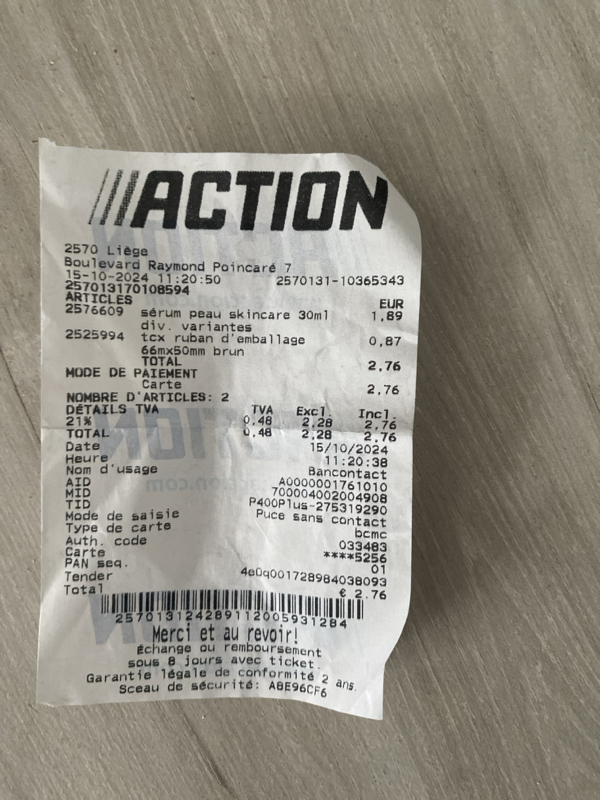 ACTION
2570 Liège
Boulevard Raymond Poincaré 7
15-10-2024 11:20:50 2570131-10365343
257013170108594
ARTICLES EUR
2576609 sérum peau skincare 30ml 1,89
div. variantes
2525994 tcx ruban d'emballage 0,87
66mx50mm brun
TOTAL 2,76
MODE DE PAIEMENT
Carte 2,76
NOMBRE D'ARTICLES: 2
DÉTAILS TVA TVA Excl. Incl.
21% 0,48 2,28 2,76
TOTAL 0,48 2,28 2,76
Date 15/10/2024
Heure 11:20:38
Nom d'usage Bancontact
AID A0000001761010
MID 700004002004908
TID P400Plus-275319290
Mode de saisie Puce sans contact
Type de carte bcmc
Auth. code 033483
Carte ****5256
PAN seq. 01
Tender 4e0q001728984038093
Total € 2.76
2570131242891120059312​84
Merci et au revoir!
Échange ou remboursement
sous 8 jours avec ticket.
Garantie légale de conformité 2 ans.
Sceau de sécurité: A8E96CF6